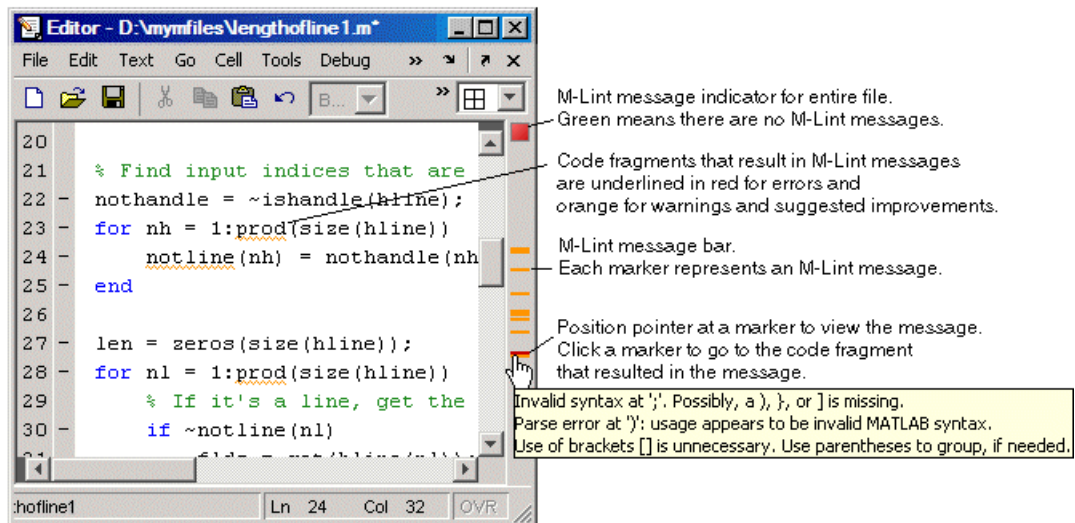 Editor - D:\mymfiles\lengthofline1.m*
File Edit Text Go Cell Tools Debug »
B... »
M-Lint message indicator for entire file.
Green means there are no M-Lint messages.
Code fragments that result in M-Lint messages
are underlined in red for errors and
orange for warnings and suggested improvements.
M-Lint message bar.
Each marker represents an M-Lint message.
Position pointer at a marker to view the message.
Click a marker to go to the code fragment
that resulted in the message.
20
21 % Find input indices that are
22 - nothandle = ~ishandle(hline);
23 - for nh = 1:prod(size(hline))
24 - notline(nh) = nothandle(nh
25 - end
26
27 - len = zeros(size(hline));
28 - for nl = 1:prod(size(hline))
29 % If it's a line, get the
30 - if ~notline(nl)
Invalid syntax at ';'. Possibly, a ), }, or ] is missing.
Parse error at ')': usage appears to be invalid MATLAB syntax.
Use of brackets [] is unnecessary. Use parentheses to group, if needed.
thofline1 Ln 24 Col 32 OVR